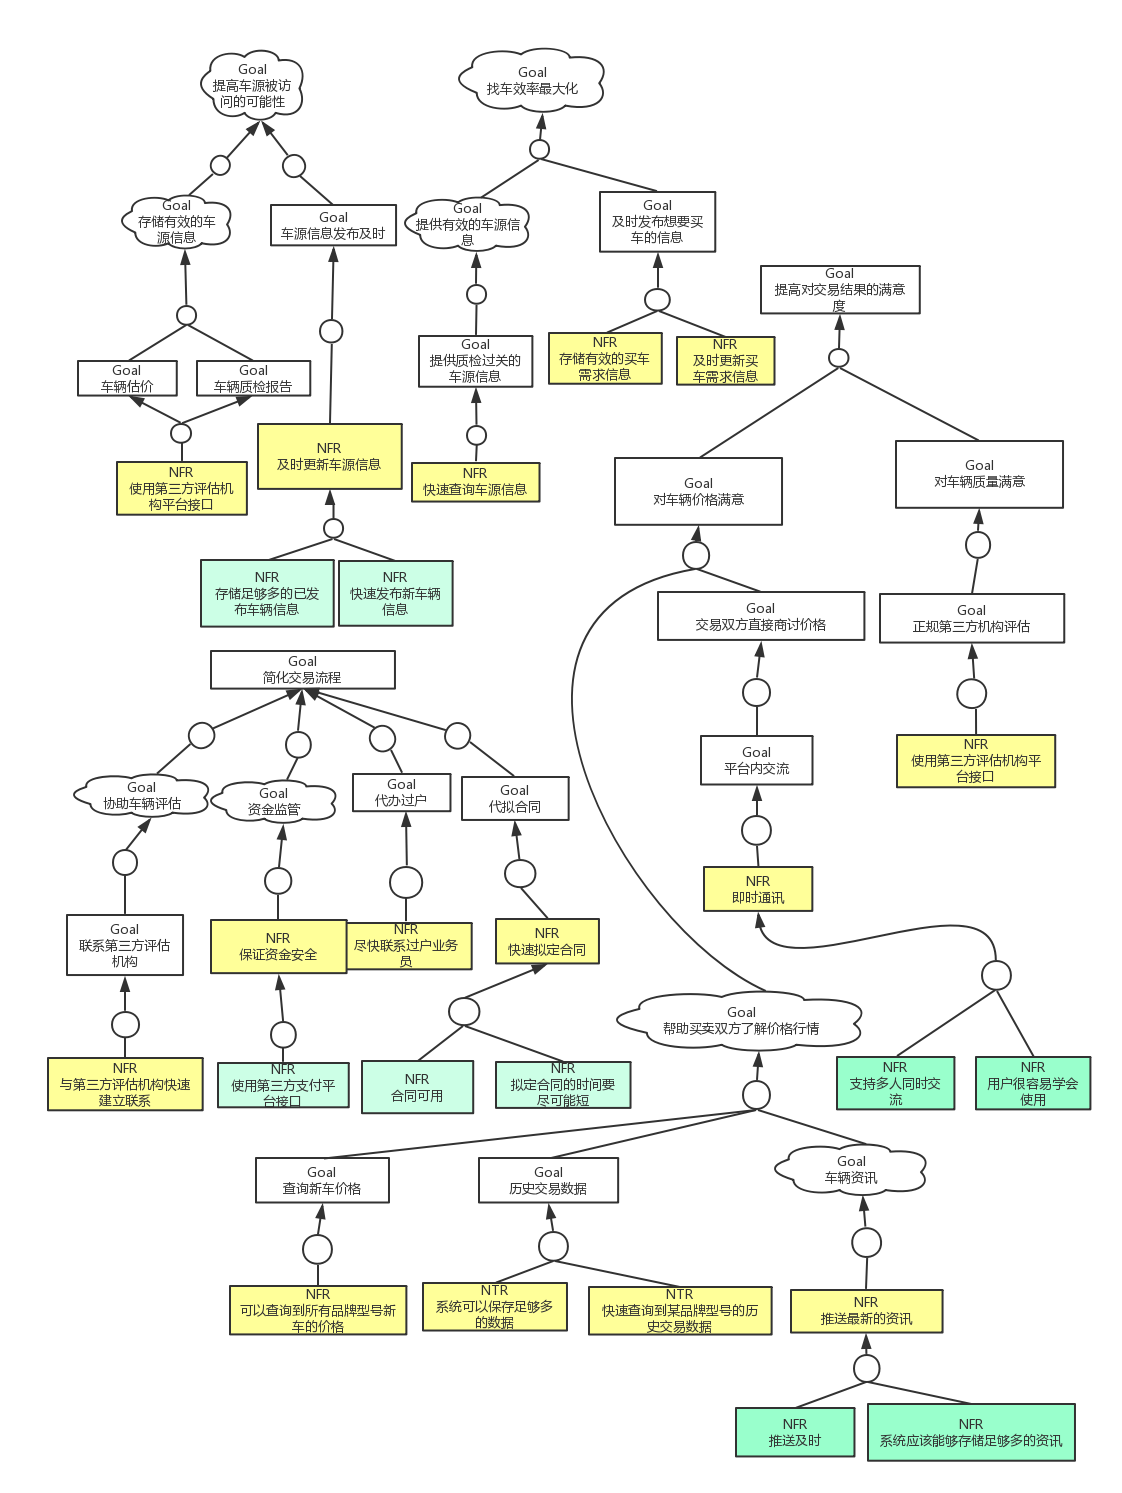 Goal
提高车源被访
问的可能性
Goal
找车效率最大化
Goal
存储有效的车
源信息
Goal
车源信息发布及时
Goal
提供有效的车源信
息
Goal
及时发布想要买
车的信息
Goal
提高对交易结果的满意
度
Goal
车辆估价
Goal
车辆质检报告
Goal
提供质检过关的
车源信息
NFR
存储有效的买车
需求信息
NFR
及时更新买
车需求信息
NFR
使用第三方评估机
构平台接口
NFR
及时更新车源信息
NFR
快速查询车源信息
Goal
对车辆价格满意
Goal
对车辆质量满意
NFR
存储足够多的已发
布车辆信息
NFR
快速发布新车辆
信息
Goal
交易双方直接商讨价格
Goal
正规第三方机构评估
Goal
简化交易流程
Goal
平台内交流
NFR
使用第三方评估机构平
台接口
Goal
协助车辆评估
Goal
资金监管
Goal
代办过户
Goal
代拟合同
NFR
即时通讯
Goal
联系第三方评估
机构
NFR
保证资金安全
NFR
尽快联系过户业务
员
NFR
快速拟定合同
Goal
帮助买卖双方了解价格行情
NFR
与第三方评估机构快速
建立联系
NFR
使用第三方支付平
台接口
NFR
合同可用
NFR
拟定合同的时间要
尽可能短
NFR
支持多人同时交
流
NFR
用户很容易学会
使用
Goal
查询新车价格
Goal
历史交易数据
Goal
车辆资讯
NFR
可以查询到所有品牌型号新
车的价格
NTR
系统可以保存足够多
的数据
NTR
快速查询到某品牌型号的历
史交易数据
NFR
推送最新的资讯
NFR
推送及时
NFR
系统应该能够存储足够多的资讯